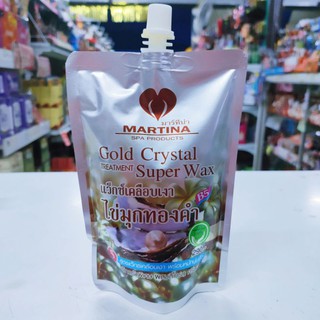 มาร์ทีน่า
MARTINA
SPA PRODUCTS
Gold Crystal
TREATMENT Super Wax
แว็กซ์เคลือบเงา
ไข่มุกทองคำ